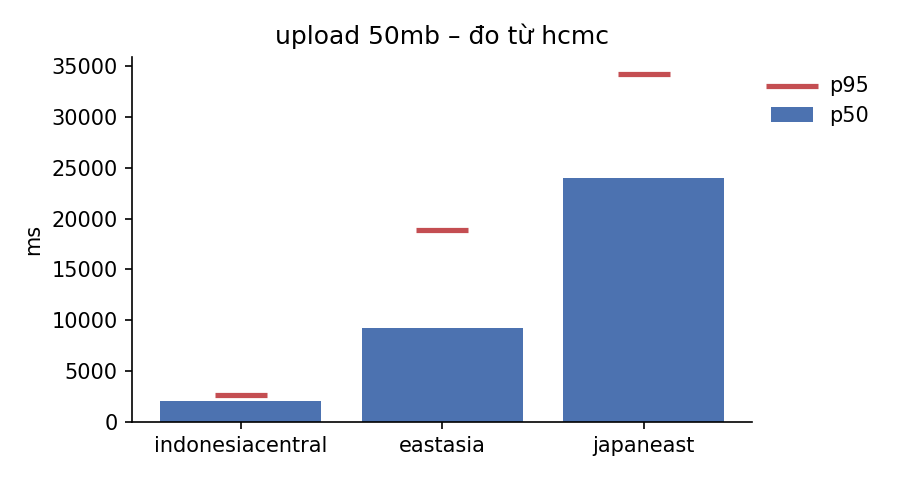 upload 50mb – đo từ hcmc
35000
30000
25000
20000
15000
10000
5000
0
ms
indonesiacentral
eastasia
japaneast
p95
p50